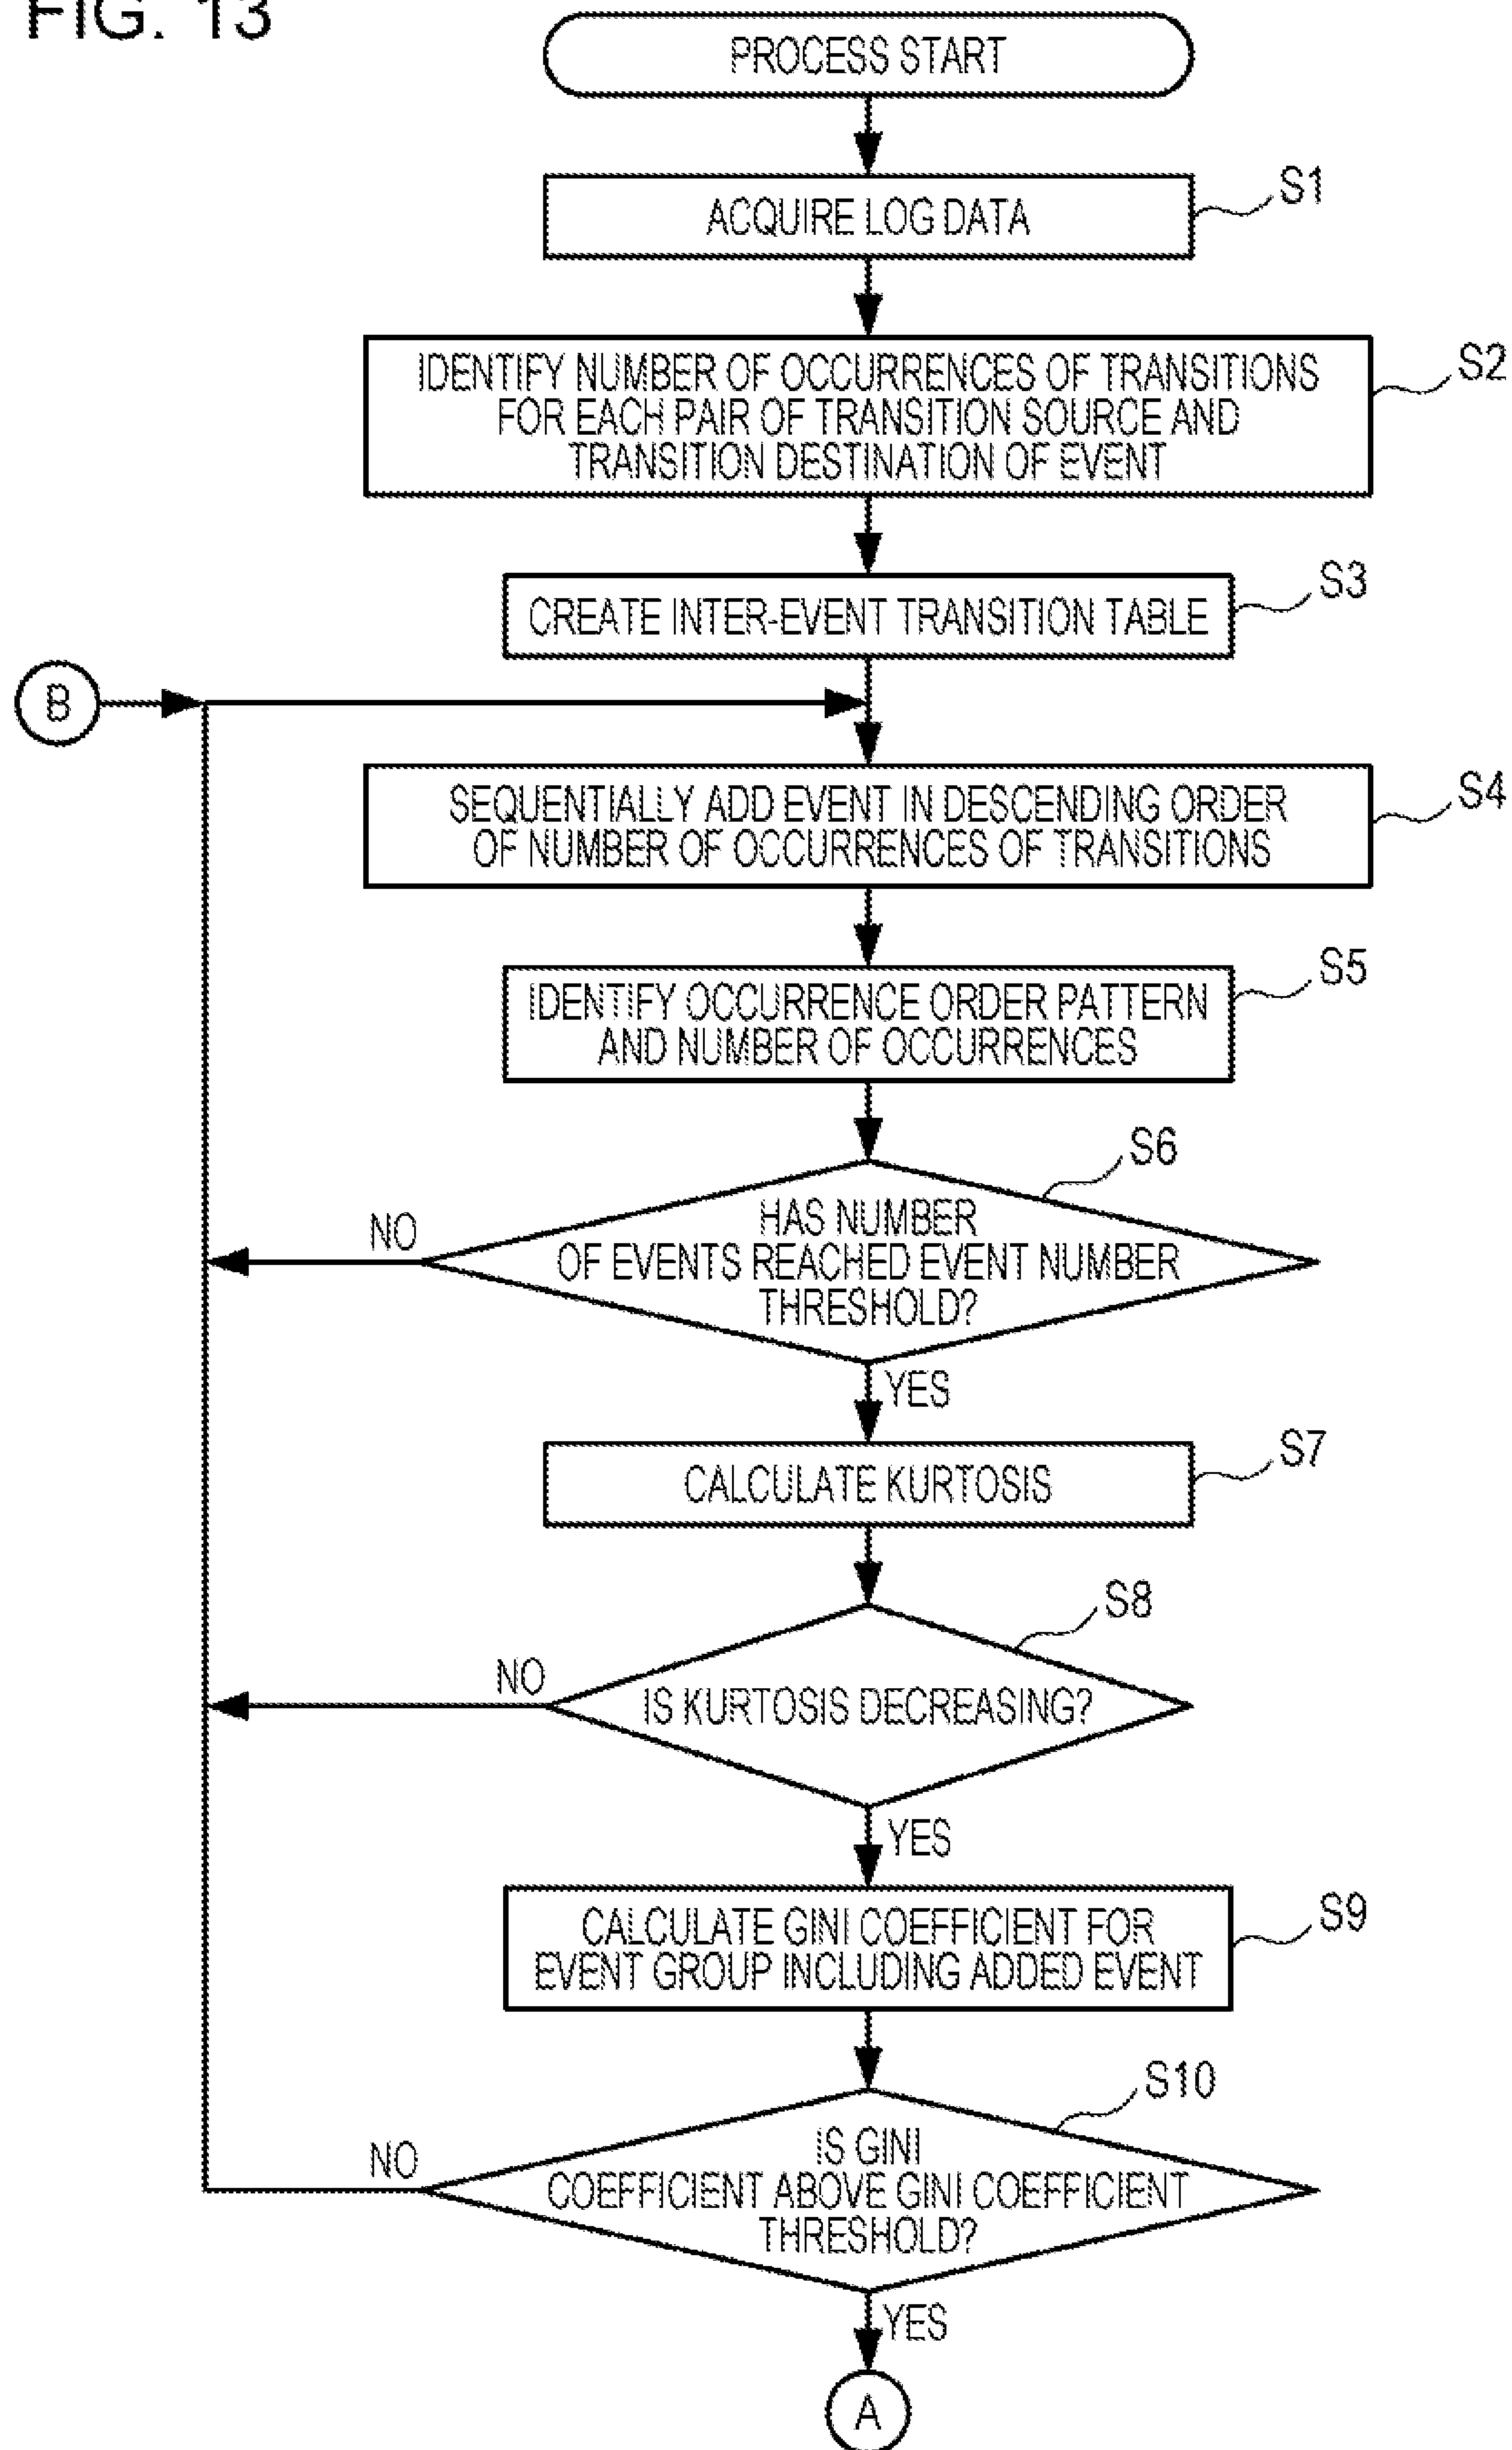 FIG. 13
PROCESS START
S1
ACQUIRE LOG DATA
S2
IDENTIFY NUMBER OF OCCURRENCES OF TRANSITIONS
FOR EACH PAIR OF TRANSITION SOURCE AND
TRANSITION DESTINATION OF EVENT
S3
CREATE INTER-EVENT TRANSITION TABLE
B
S4
SEQUENTIALLY ADD EVENT IN DESCENDING ORDER
OF NUMBER OF OCCURRENCES OF TRANSITIONS
S5
IDENTIFY OCCURRENCE ORDER PATTERN
AND NUMBER OF OCCURRENCES
S6
NO
HAS NUMBER
OF EVENTS REACHED EVENT NUMBER
THRESHOLD?
YES
S7
CALCULATE KURTOSIS
S8
NO
IS KURTOSIS DECREASING?
YES
S9
CALCULATE GINI COEFFICIENT FOR
EVENT GROUP INCLUDING ADDED EVENT
S10
NO
IS GINI
COEFFICIENT ABOVE GINI COEFFICIENT
THRESHOLD?
YES
A